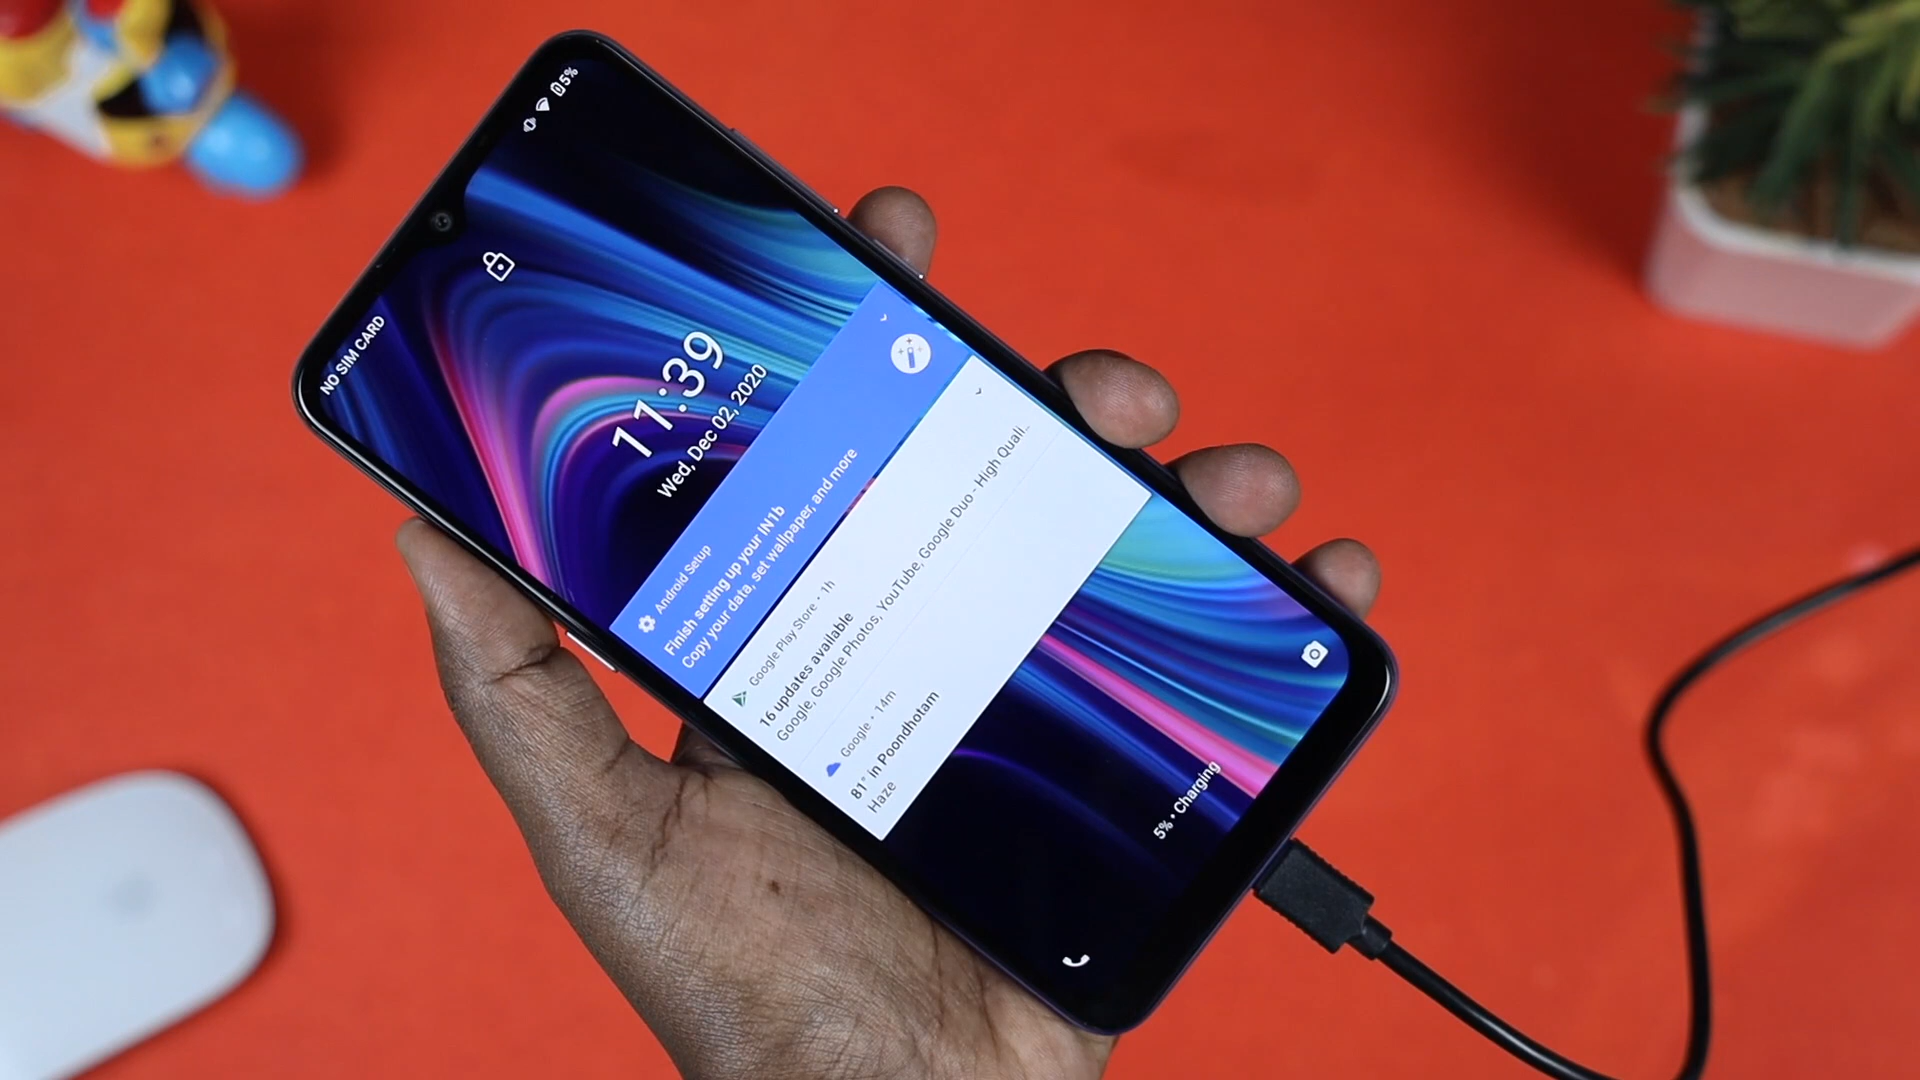 NO SIM CARD
05%
11:39
Wed, Dec 02, 2020
Android Setup
Finish setting up your IN1b
Copy your data, set wallpaper, and more
Google Play Store • 1h
16 updates available
Google, Google Photos, YouTube, Google Duo - High Quali..
Google • 14m
81° in Poondhotam
Haze
5% • Charging